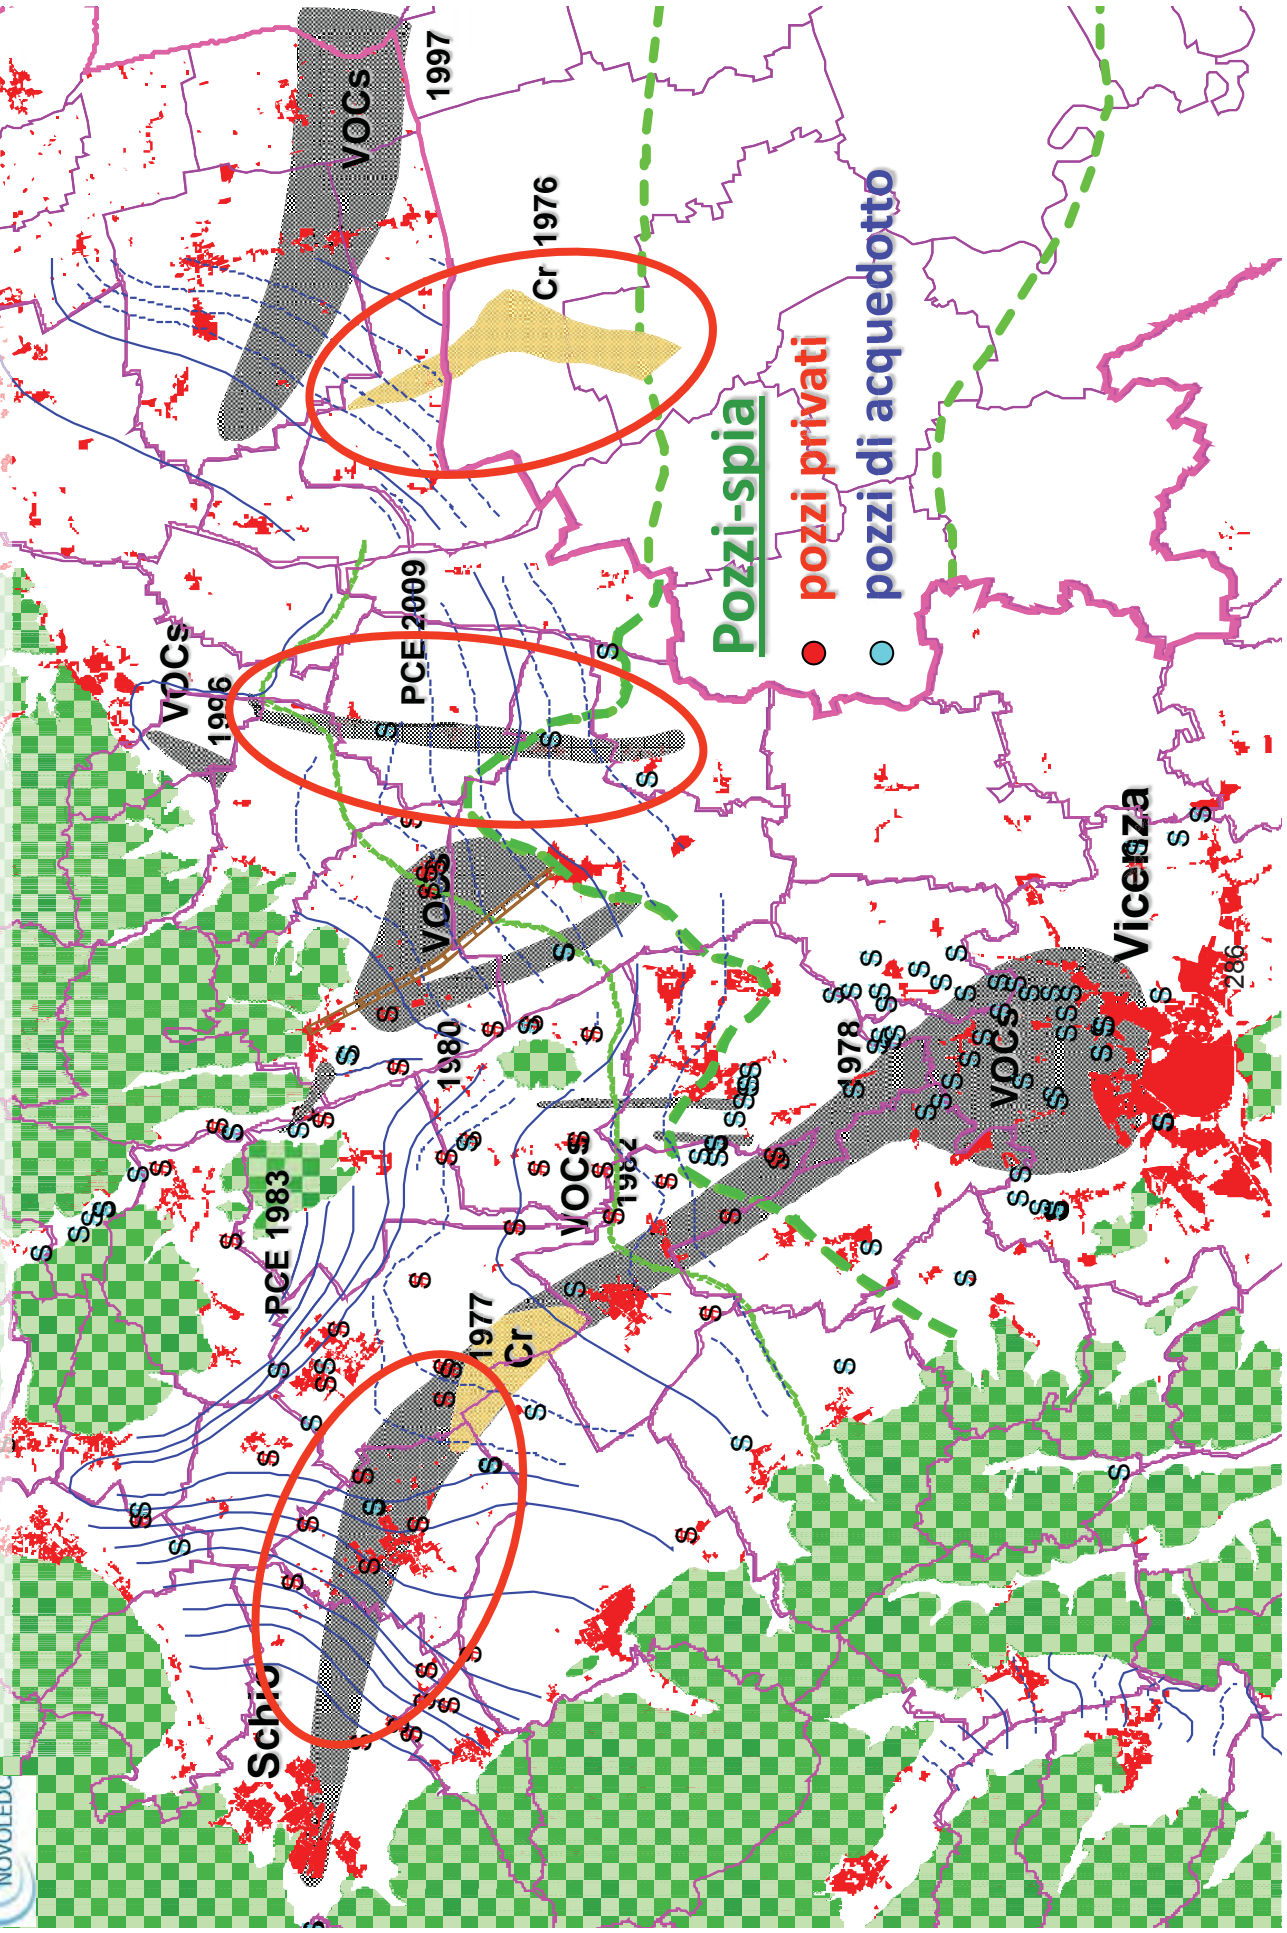 NOVOLEDO
Schio
PCE 1983
1977
Cr
VOCs
1982
1980
VOCs
VOCs
1996
PCE 2009
Cr 1976
VOCs
1997
1978
VOCs
Vicenza
Pozzi-spia
pozzi privati
pozzi di acquedotto
286